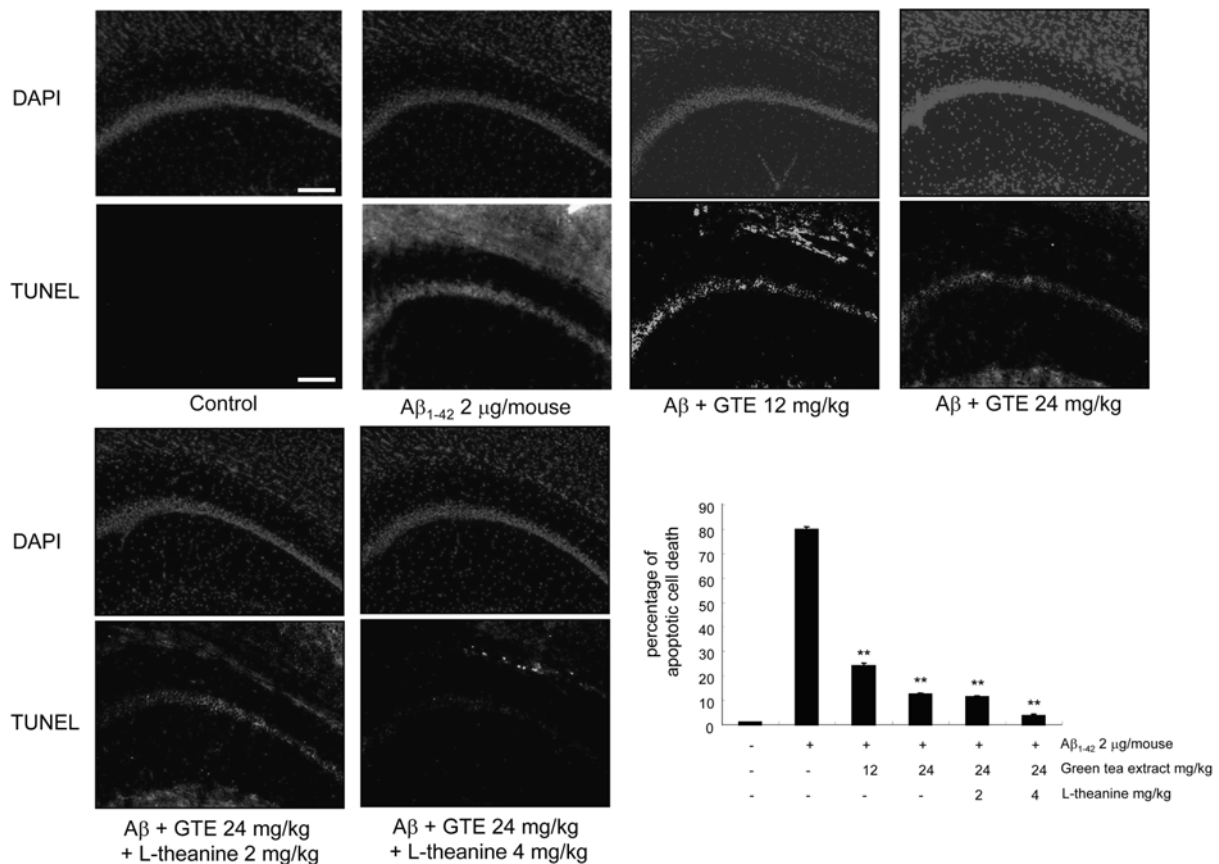 DAPI
TUNEL
Control
Aβ₁₋₄₂ 2 μg/mouse
Aβ + GTE 12 mg/kg
Aβ + GTE 24 mg/kg
DAPI
TUNEL
Aβ + GTE 24 mg/kg
+ L-theanine 2 mg/kg
Aβ + GTE 24 mg/kg
+ L-theanine 4 mg/kg
percentage of
apoptotic cell death
90
80
70
60
50
40
30
20
10
0
** ** ** **
- + + + + + Aβ₁₋₄₂ 2 μg/mouse
- - 12 24 24 24 Green tea extract mg/kg
- - - - 2 4 L-theanine mg/kg